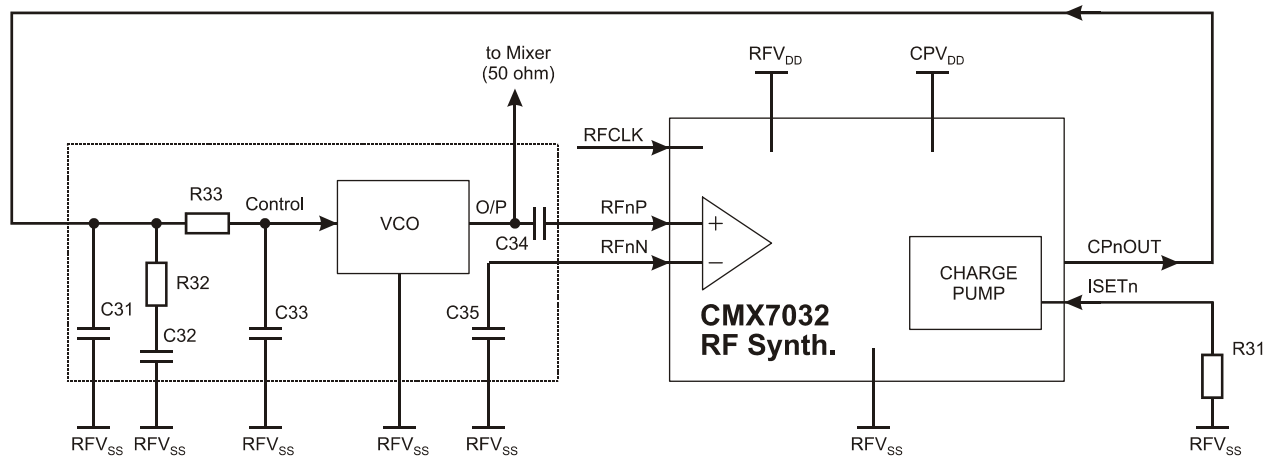 to Mixer
(50 ohm)
RFV_DD
CPV_DD
RFCLK
R33
Control
VCO
O/P
C34
RFnP
RFnN
+
−
R32
C31
C32
C33
C35
CMX7032
RF Synth.
CHARGE
PUMP
CPnOUT
ISETn
R31
RFV_SS
RFV_SS
RFV_SS
RFV_SS
RFV_SS
RFV_SS
RFV_SS